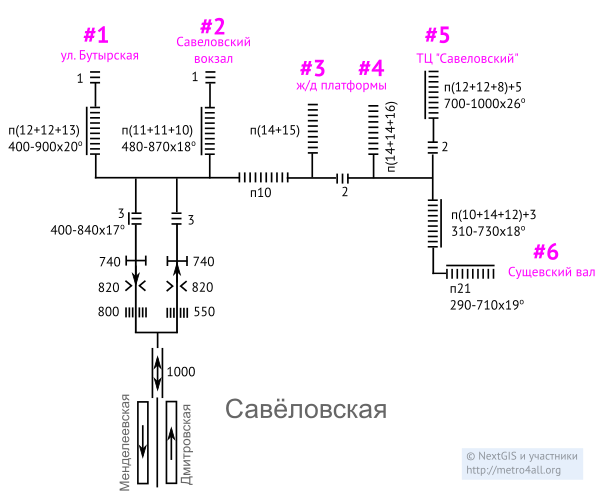 #1
ул. Бутырская
#2
Савеловский
вокзал
#3
#4
ж/д платформы
#5
ТЦ "Савеловский"
1
1
п(12+12+13)
400-900x20°
п(11+11+10)
480-870x18°
п(14+15)
п(14+14+16)
п(12+12+8)+5
700-1000x26°
2
п10
2
3
400-840x17°
3
п(10+14+12)+3
310-730x18°
#6
Сущевский вал
п21
290-710x19°
740
740
820
820
800
550
1000
Менделеевская
Дмитровская
Савёловская
© NextGIS и участники
http://metro4all.org